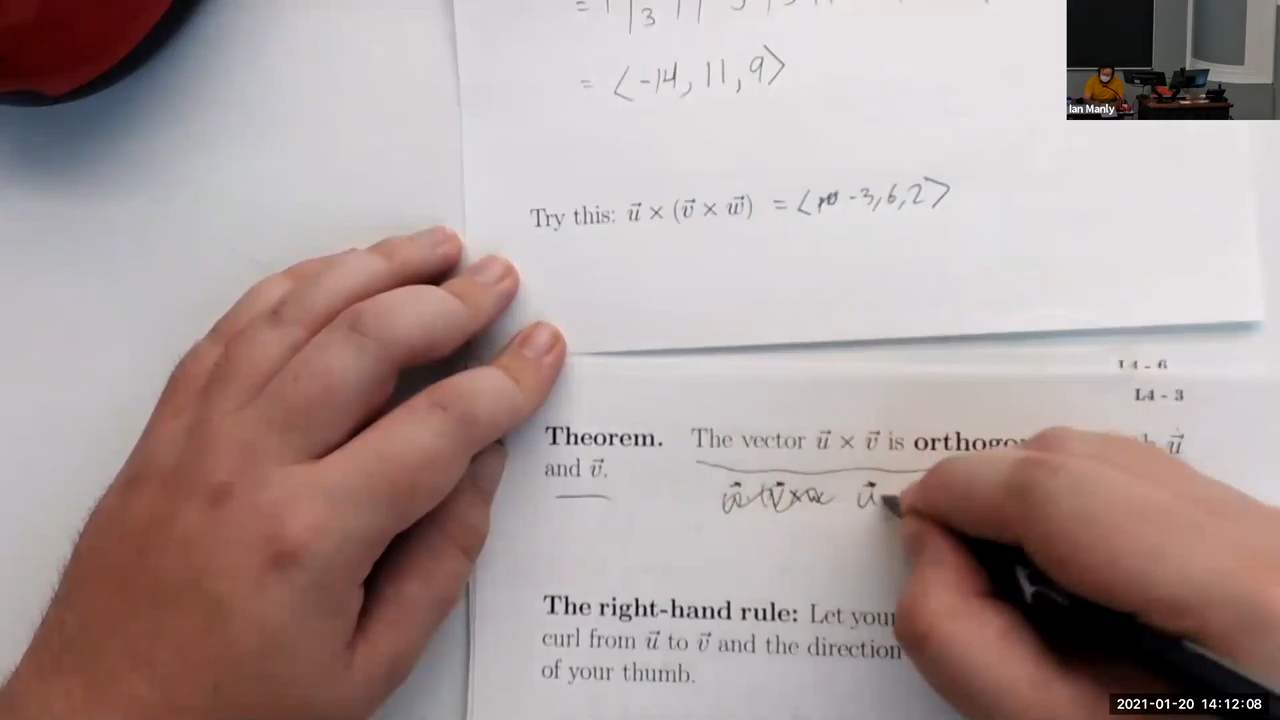 = ⟨-14, 11, 9⟩
Ian Manly
Try this: u⃗ × (v⃗ × w⃗) = ⟨ -3, 6, 2⟩
L4 - 6
L4 - 3
Theorem. The vector u⃗ × v⃗ is u⃗
and v⃗.
u⃗
The right-hand rule: Let your
curl from u⃗ to v⃗ and the direction
of your thumb.
2021-01-20 14:12:08